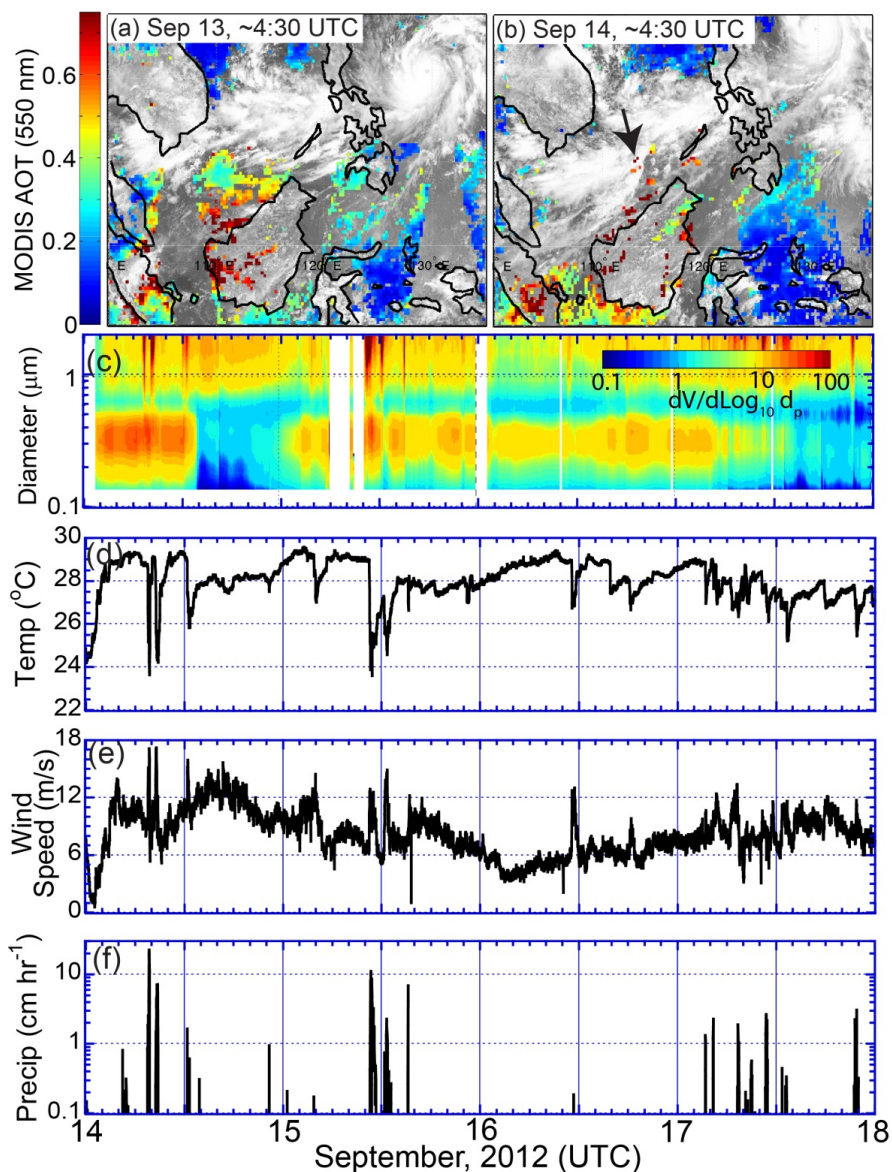 (a) Sep 13, ~4:30 UTC
(b) Sep 14, ~4:30 UTC
MODIS AOT (550 nm)
0.6
0.4
0.2
0
E
110° E
120° E
130° E
E
110°
120° E
130° E
(c)
Diameter (μm)
1
0.1
0.1 1 10 100
dV/dLog10 dp
(d)
Temp (°C)
30
28
26
24
22
(e)
Wind
Speed (m/s)
18
12
6
0
(f)
Precip (cm hr-1)
10
1
0.1
14 15 16 17 18
September, 2012 (UTC)